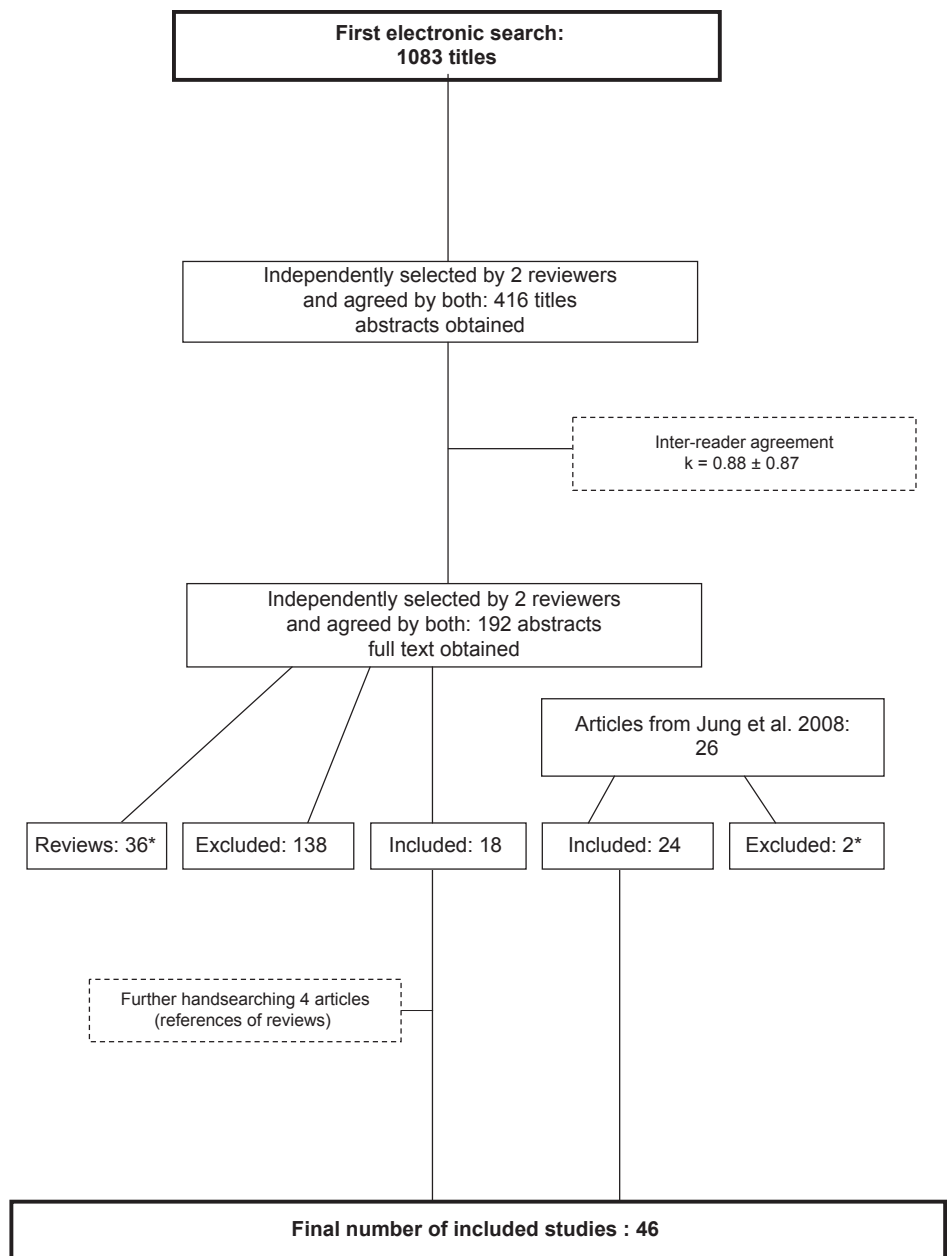 First electronic search:
1083 titles
Independently selected by 2 reviewers
and agreed by both: 416 titles
abstracts obtained
Inter-reader agreement
k = 0.88 ± 0.87
Independently selected by 2 reviewers
and agreed by both: 192 abstracts
full text obtained
Articles from Jung et al. 2008:
26
Reviews: 36*
Excluded: 138
Included: 18
Included: 24
Excluded: 2*
Further handsearching 4 articles
(references of reviews)
Final number of included studies : 46